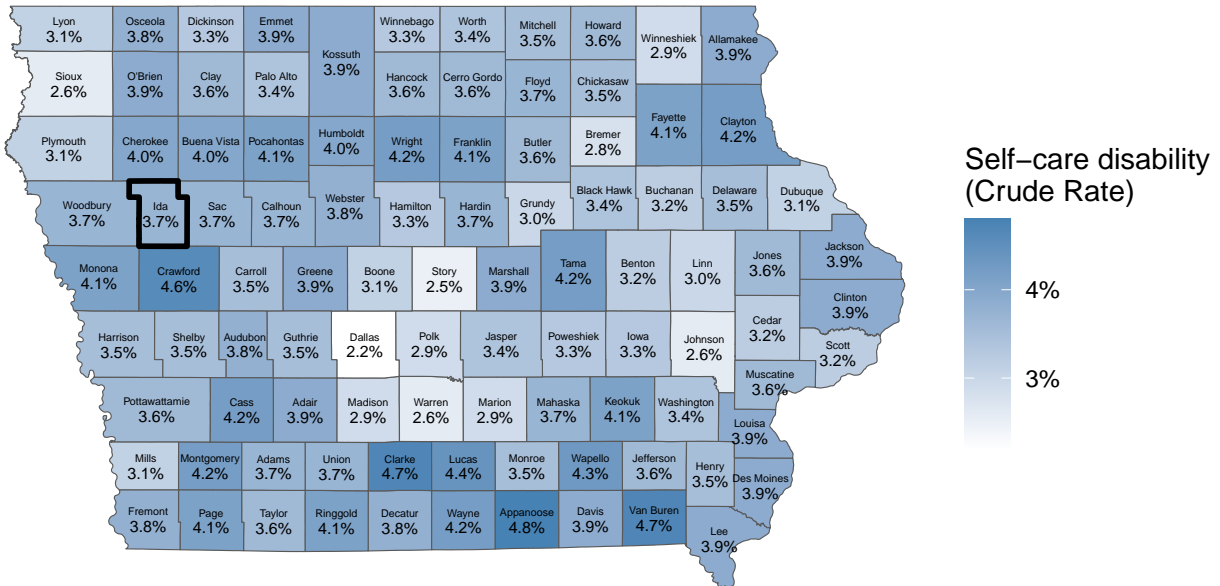 Lyon
3.1%
Osceola
3.8%
Dickinson
3.3%
Emmet
3.9%
Kossuth
3.9%
Winnebago
3.3%
Worth
3.4%
Mitchell
3.5%
Howard
3.6%
Winneshiek
2.9%
Allamakee
3.9%
Sioux
2.6%
O'Brien
3.9%
Clay
3.6%
Palo Alto
3.4%
Hancock
3.6%
Cerro Gordo
3.6%
Floyd
3.7%
Chickasaw
3.5%
Fayette
4.1%
Clayton
4.2%
Plymouth
3.1%
Cherokee
4.0%
Buena Vista
4.0%
Pocahontas
4.1%
Humboldt
4.0%
Wright
4.2%
Franklin
4.1%
Butler
3.6%
Bremer
2.8%
Woodbury
3.7%
Ida
3.7%
Sac
3.7%
Calhoun
3.7%
Webster
3.8%
Hamilton
3.3%
Hardin
3.7%
Grundy
3.0%
Black Hawk
3.4%
Buchanan
3.2%
Delaware
3.5%
Dubuque
3.1%
Monona
4.1%
Crawford
4.6%
Carroll
3.5%
Greene
3.9%
Boone
3.1%
Story
2.5%
Marshall
3.9%
Tama
4.2%
Benton
3.2%
Linn
3.0%
Jones
3.6%
Jackson
3.9%
Clinton
3.9%
Harrison
3.5%
Shelby
3.5%
Audubon
3.8%
Guthrie
3.5%
Dallas
2.2%
Polk
2.9%
Jasper
3.4%
Poweshiek
3.3%
Iowa
3.3%
Johnson
2.6%
Cedar
3.2%
Scott
3.2%
Muscatine
3.6%
Pottawattamie
3.6%
Cass
4.2%
Adair
3.9%
Madison
2.9%
Warren
2.6%
Marion
2.9%
Mahaska
3.7%
Keokuk
4.1%
Washington
3.4%
Louisa
3.9%
Mills
3.1%
Montgomery
4.2%
Adams
3.7%
Union
3.7%
Clarke
4.7%
Lucas
4.4%
Monroe
3.5%
Wapello
4.3%
Jefferson
3.6%
Henry
3.5%
Des Moines
3.9%
Fremont
3.8%
Page
4.1%
Taylor
3.6%
Ringgold
4.1%
Decatur
3.8%
Wayne
4.2%
Appanoose
4.8%
Davis
3.9%
Van Buren
4.7%
Lee
3.9%
Self−care disability
(Crude Rate)
4%
3%